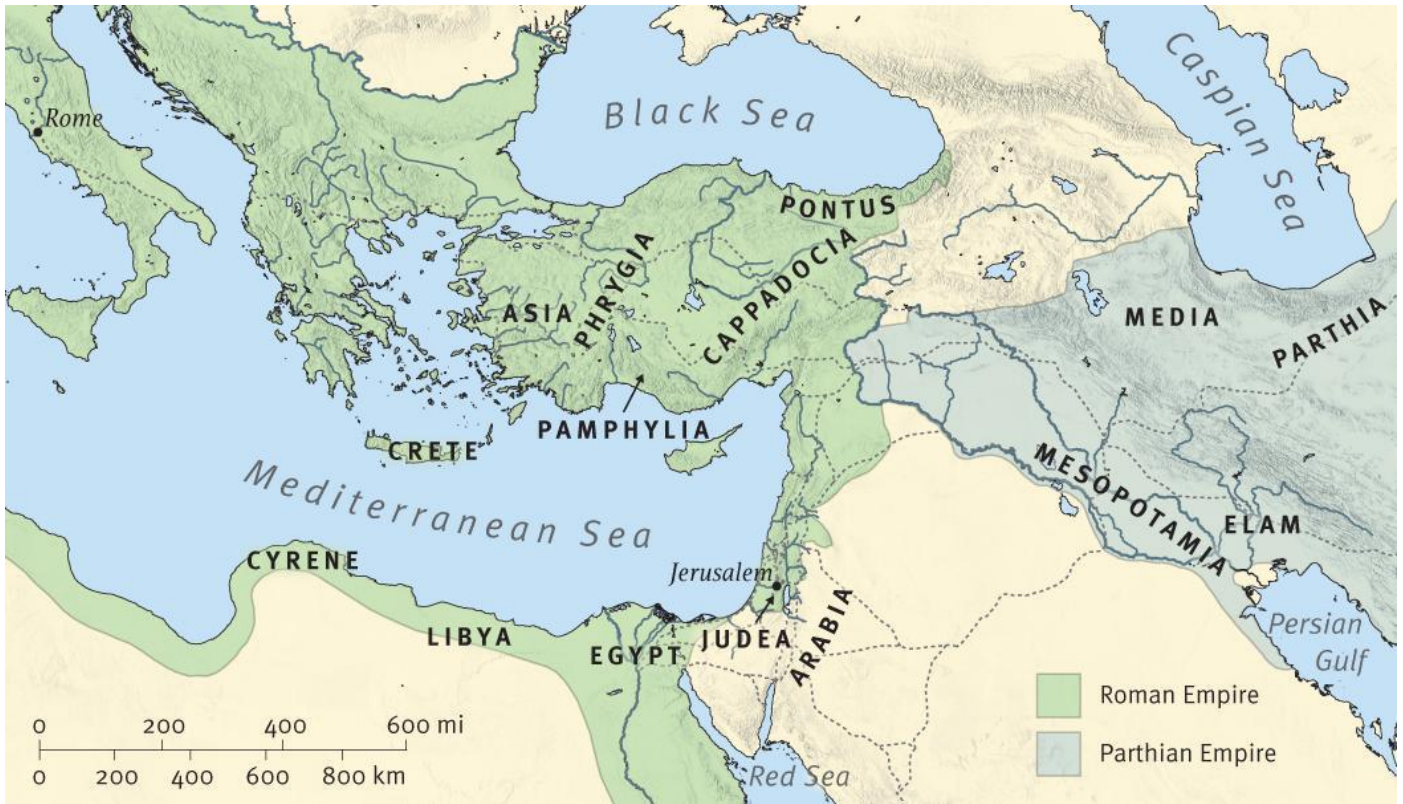 Rome
Black Sea
Caspian Sea
PONTUS
PHRYGIA
CAPPADOCIA
ASIA
MEDIA
PARTHIA
PAMPHYLIA
CRETE
Mediterranean Sea
MESOPOTAMIA
ELAM
CYRENE
Jerusalem
LIBYA
EGYPT
JUDEA
ARABIA
Persian
Gulf
Red Sea
0 200 400 600 mi
0 200 400 600 800 km
Roman Empire
Parthian Empire